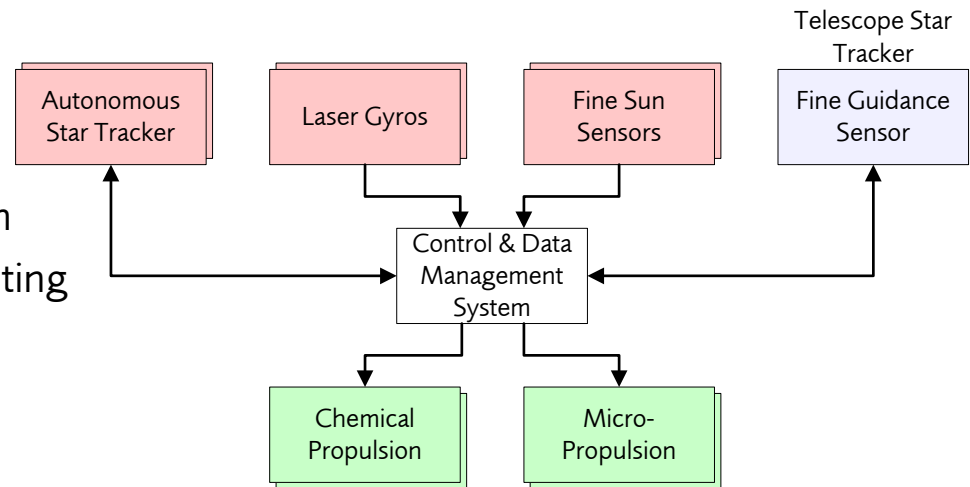 Telescope Star
Tracker
Autonomous
Star Tracker
Laser Gyros
Fine Sun
Sensors
Fine Guidance
Sensor
Control & Data
Management
System
Chemical
Propulsion
Micro-
Propulsion